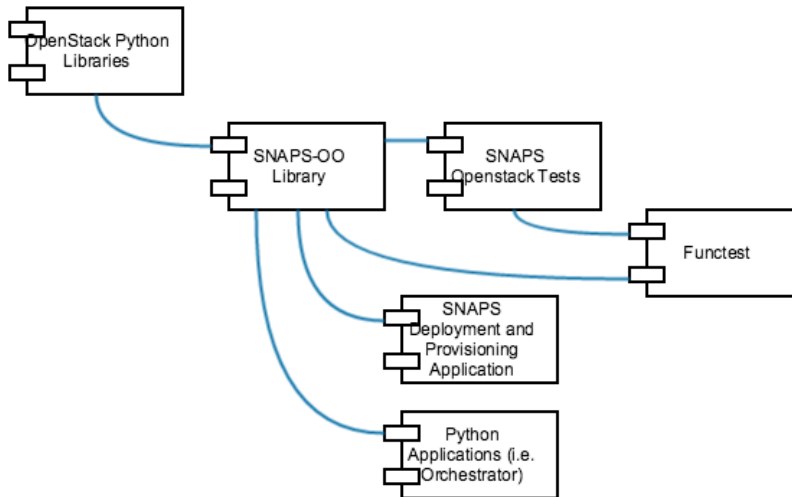 OpenStack Python
Libraries
SNAPS-OO
Library
SNAPS
Openstack Tests
Functest
SNAPS
Deployment and
Provisioning
Application
Python
Applications (i.e.
Orchestrator)